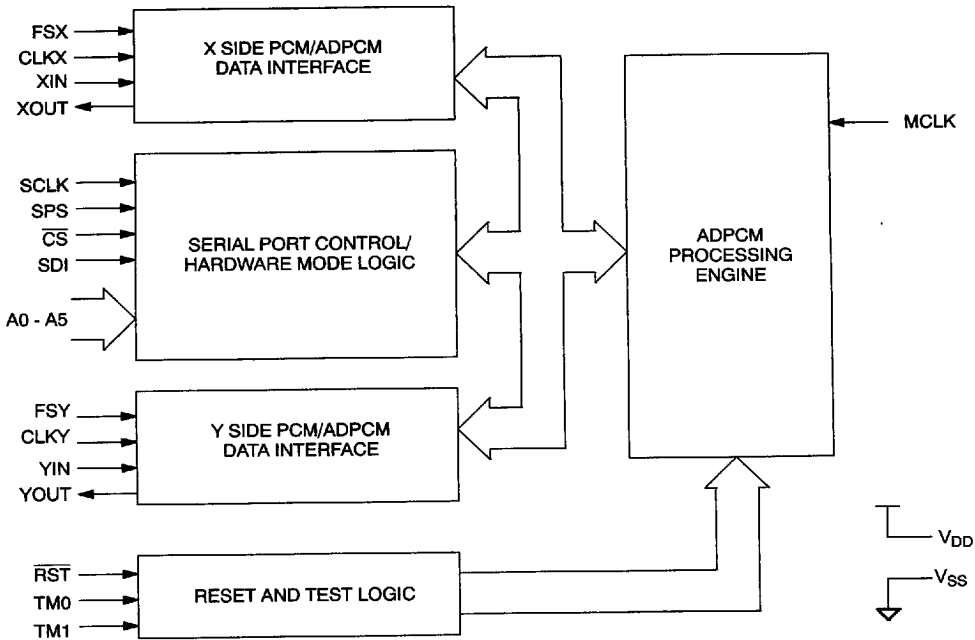 FSX
CLKX
XIN
XOUT
X SIDE PCM/ADPCM
DATA INTERFACE
SCLK
SPS
C̅S̅
SDI
A0 - A5
SERIAL PORT CONTROL/
HARDWARE MODE LOGIC
FSY
CLKY
YIN
YOUT
Y SIDE PCM/ADPCM
DATA INTERFACE
R̅S̅T̅
TM0
TM1
RESET AND TEST LOGIC
ADPCM
PROCESSING
ENGINE
MCLK
VDD
VSS